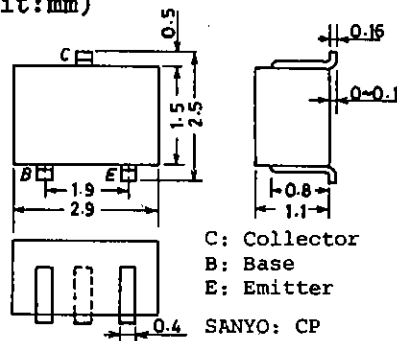 it:mm)
C
0.5
0.16
1.5
2.5
0~0.1
B
E
1.9
2.9
0.8
1.1
C: Collector
B: Base
E: Emitter
0.4
SANYO: CP